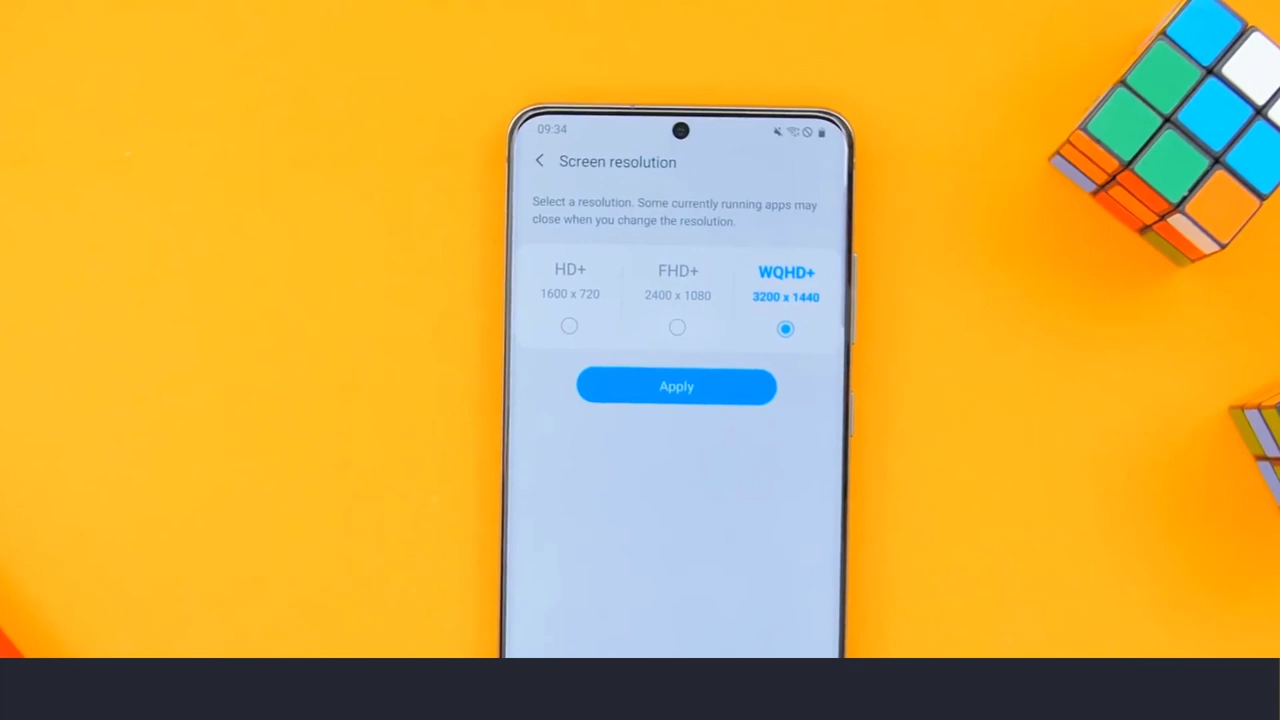 09:34
Screen resolution
Select a resolution. Some currently running apps may
close when you change the resolution.
HD+
1600 x 720
FHD+
2400 x 1080
WQHD+
3200 x 1440
Apply